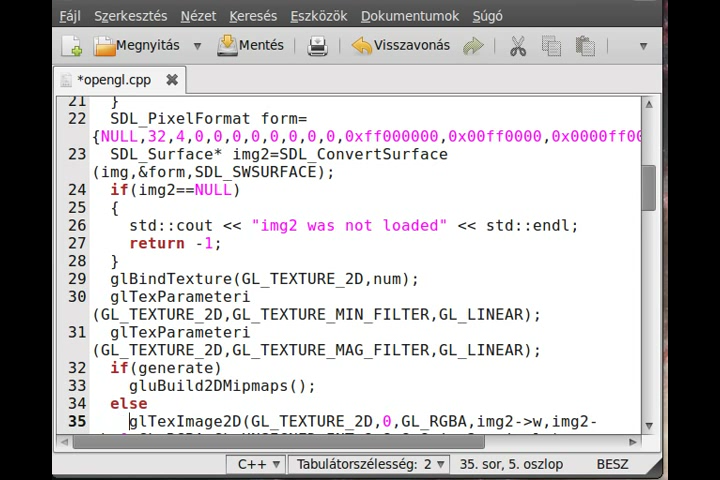 Fájl Szerkesztés Nézet Keresés Eszközök Dokumentumok Súgó
Megnyitás Mentés Visszavonás
*opengl.cpp
21 }
22 SDL_PixelFormat form=
{NULL,32,4,0,0,0,0,0,0,0,0,0xff000000,0x00ff0000,0x0000ff00
23 SDL_Surface* img2=SDL_ConvertSurface
(img,&form,SDL_SWSURFACE);
24 if(img2==NULL)
25 {
26 std::cout << "img2 was not loaded" << std::endl;
27 return -1;
28 }
29 glBindTexture(GL_TEXTURE_2D,num);
30 glTexParameteri
(GL_TEXTURE_2D,GL_TEXTURE_MIN_FILTER,GL_LINEAR);
31 glTexParameteri
(GL_TEXTURE_2D,GL_TEXTURE_MAG_FILTER,GL_LINEAR);
32 if(generate)
33 gluBuild2DMipmaps();
34 else
35 glTexImage2D(GL_TEXTURE_2D,0,GL_RGBA,img2->w,img2-
C++ Tabulátorszélesség: 2 35. sor, 5. oszlop BESZ